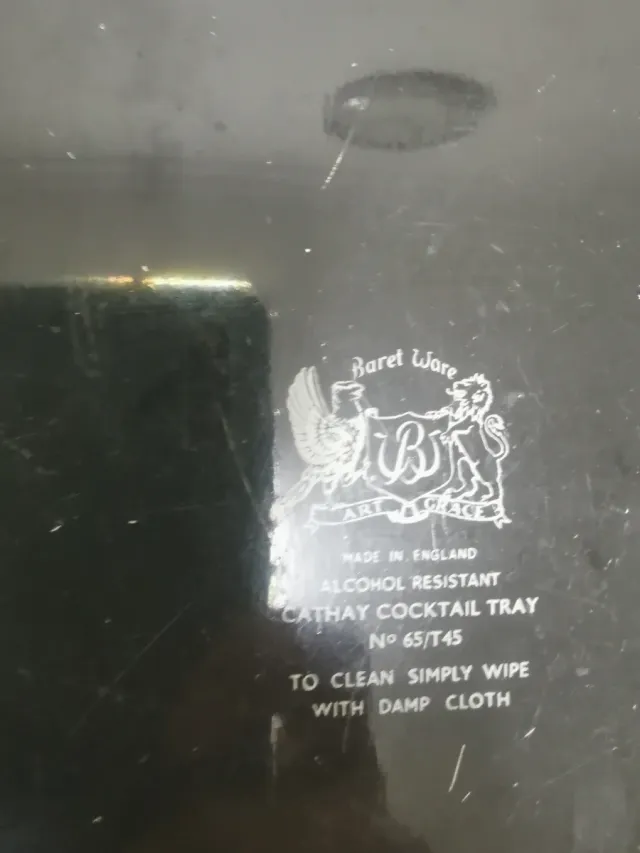 Baret Ware
BW
ART & GRACE
MADE IN ENGLAND
ALCOHOL RESISTANT
CATHAY COCKTAIL TRAY
Nº 65/T45
TO CLEAN SIMPLY WIPE
WITH DAMP CLOTH